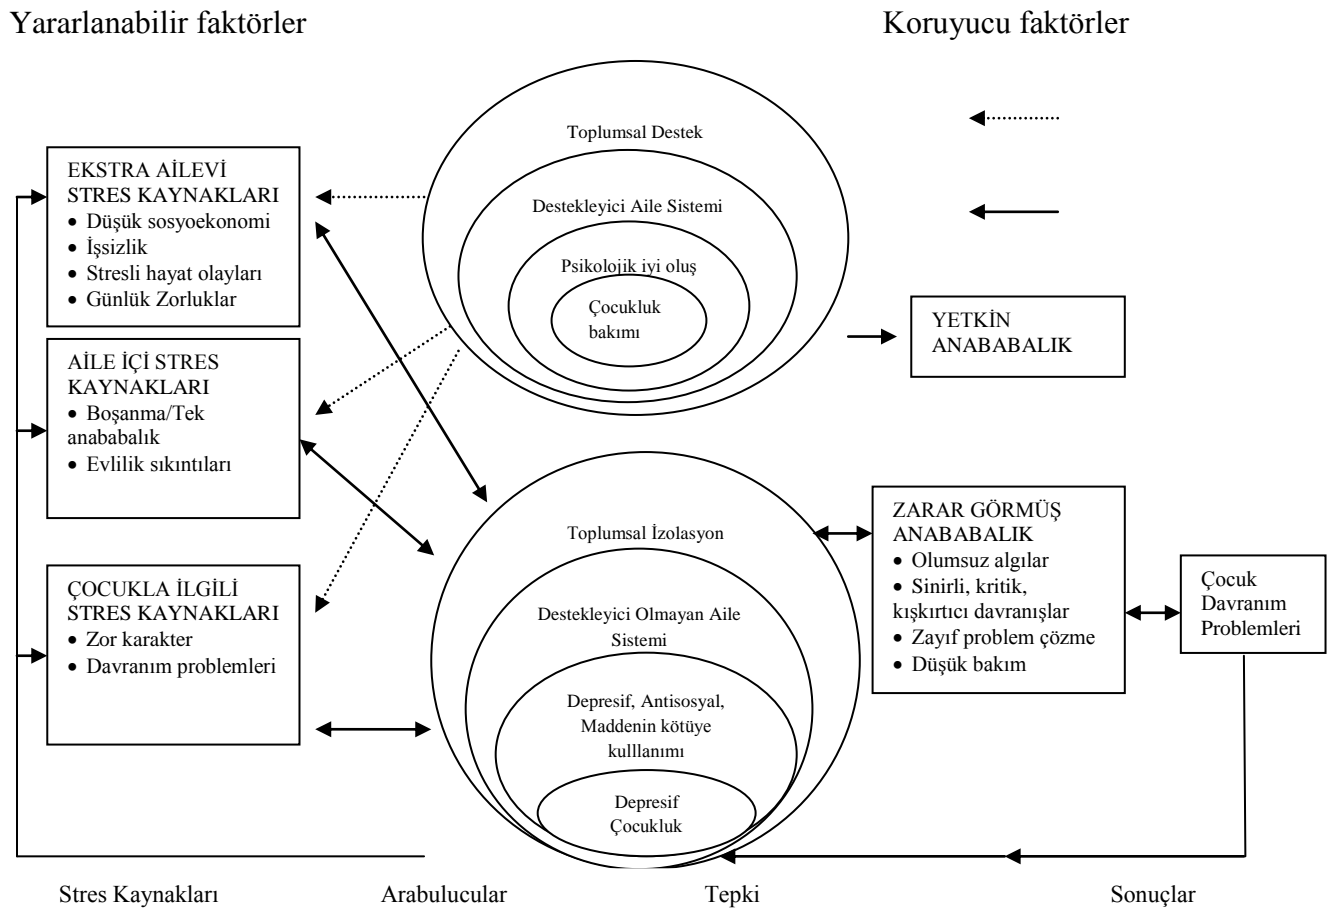 Yararlanabilir faktörler
Koruyucu faktörler
EKSTRA AİLEVİ
STRES KAYNAKLARI
• Düşük sosyoekonomi
• İşsizlik
• Stresli hayat olayları
• Günlük Zorluklar
AİLE İÇİ STRES
KAYNAKLARI
• Boşanma/Tek
anababalık
• Evlilik sıkıntıları
ÇOCUKLA İLGİLİ
STRES KAYNAKLARI
• Zor karakter
• Davranım problemleri
Toplumsal Destek
Destekleyici Aile Sistemi
Psikolojik iyi oluş
Çocukluk
bakımı
Toplumsal İzolasyon
Destekleyici Olmayan Aile
Sistemi
Depresif, Antisosyal,
Maddenin kötüye
kulllanımı
Depresif
Çocukluk
YETKİN
ANABABALIK
ZARAR GÖRMÜŞ
ANABABALIK
• Olumsuz algılar
• Sinirli, kritik,
kışkırtıcı davranışlar
• Zayıf problem çözme
• Düşük bakım
Çocuk
Davranım
Problemleri
Stres Kaynakları
Arabulucular
Tepki
Sonuçlar